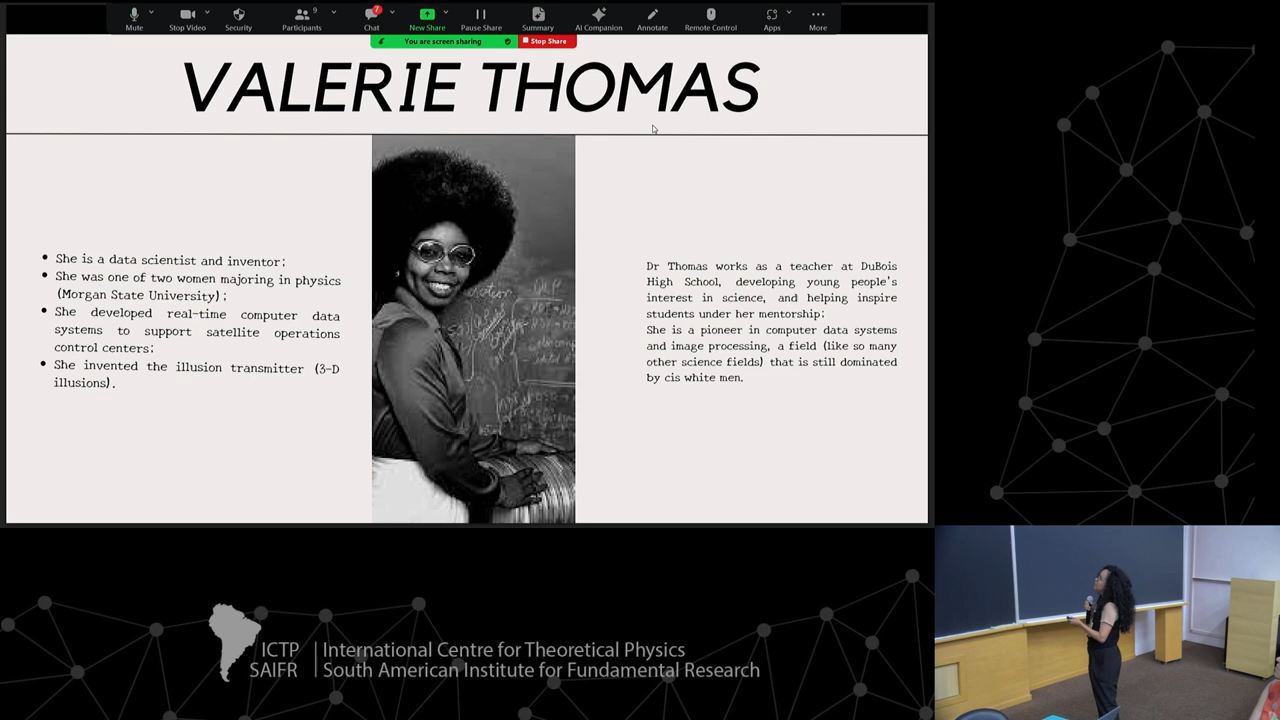 Mute
Stop Video
Security
Participants
9
Chat
7
New Share
Pause Share
Summary
AI Companion
Annotate
Remote Control
Apps
More
You are screen sharing
Stop Share
VALERIE THOMAS
She is a data scientist and inventor;
She was one of two women majoring in physics
(Morgan State University);
She developed real-time computer data
systems to support satellite operations
control centers;
She invented the illusion transmitter (3-D
illusions).
Dr Thomas works as a teacher at DuBois
High School, developing young people's
interest in science, and helping inspire
students under her mentorship;
She is a pioneer in computer data systems
and image processing, a field (like so many
other science fields) that is still dominated
by cis white men.
ICTP
SAIFR
International Centre for Theoretical Physics
South American Institute for Fundamental Research